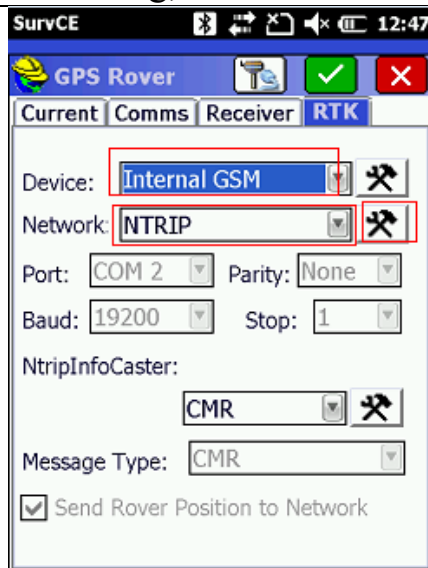 SurvCE 12:47
GPS Rover
Current Comms Receiver RTK
Device: Internal GSM
Network: NTRIP
Port: COM 2 Parity: None
Baud: 19200 Stop: 1
NtripInfoCaster:
CMR
Message Type: CMR
Send Rover Position to Network